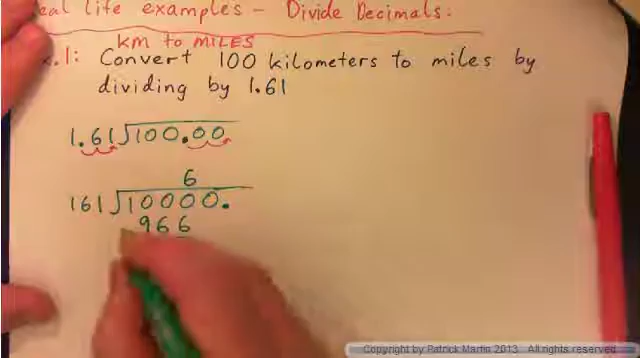 eal life examples - Divide Decimals.
km to MILES
.1: Convert 100 kilometers to miles by
dividing by 1.61
1.61 100.00
6
161 10000.
966
Copyright by Patrick Martin 2013 All rights reserved